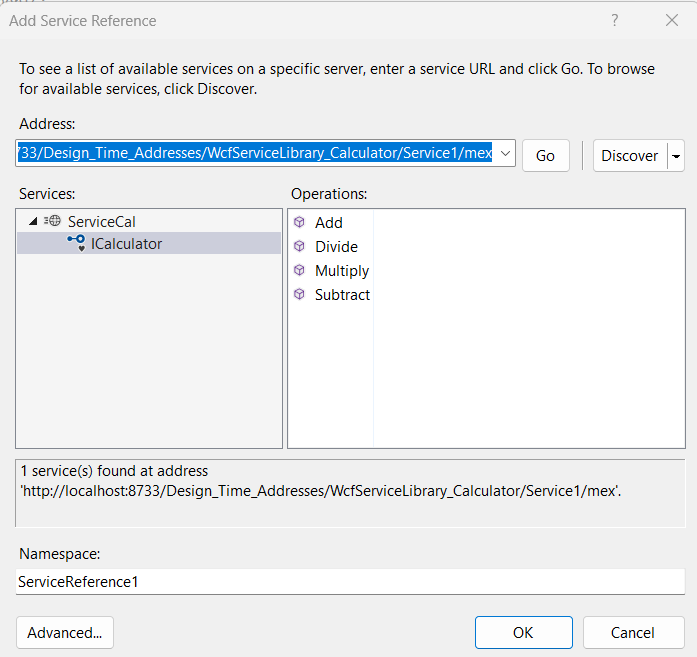 Add Service Reference
?
To see a list of available services on a specific server, enter a service URL and click Go. To browse
for available services, click Discover.
Address:
733/Design_Time_Addresses/WcfServiceLibrary_Calculator/Service1/mex
Go
Discover
Services:
Operations:
ServiceCal
ICalculator
Add
Divide
Multiply
Subtract
1 service(s) found at address
'http://localhost:8733/Design_Time_Addresses/WcfServiceLibrary_Calculator/Service1/mex'.
Namespace:
ServiceReference1
Advanced...
OK
Cancel